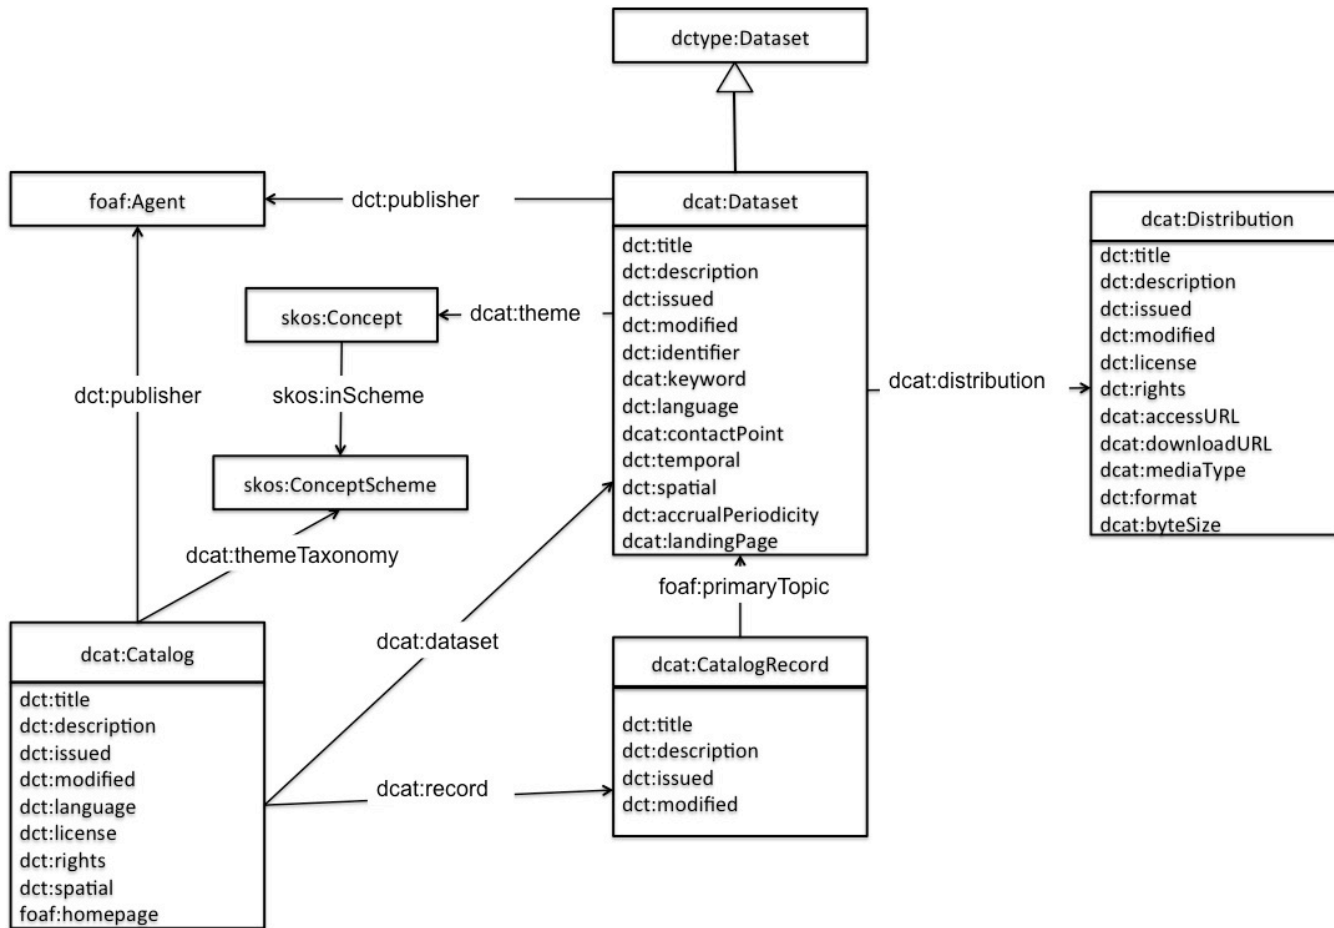 dctype:Dataset
foaf:Agent
dct:publisher
dcat:Dataset
dct:title
dct:description
dct:issued
dct:modified
dct:identifier
dcat:keyword
dct:language
dcat:contactPoint
dct:temporal
dct:spatial
dct:accrualPeriodicity
dcat:landingPage
dcat:Distribution
dct:title
dct:description
dct:issued
dct:modified
dct:license
dct:rights
dcat:accessURL
dcat:downloadURL
dcat:mediaType
dct:format
dcat:byteSize
skos:Concept
dcat:theme
dcat:distribution
dct:publisher
skos:inScheme
skos:ConceptScheme
dcat:themeTaxonomy
foaf:primaryTopic
dcat:dataset
dcat:Catalog
dct:title
dct:description
dct:issued
dct:modified
dct:language
dct:license
dct:rights
dct:spatial
foaf:homepage
dcat:record
dcat:CatalogRecord
dct:title
dct:description
dct:issued
dct:modified